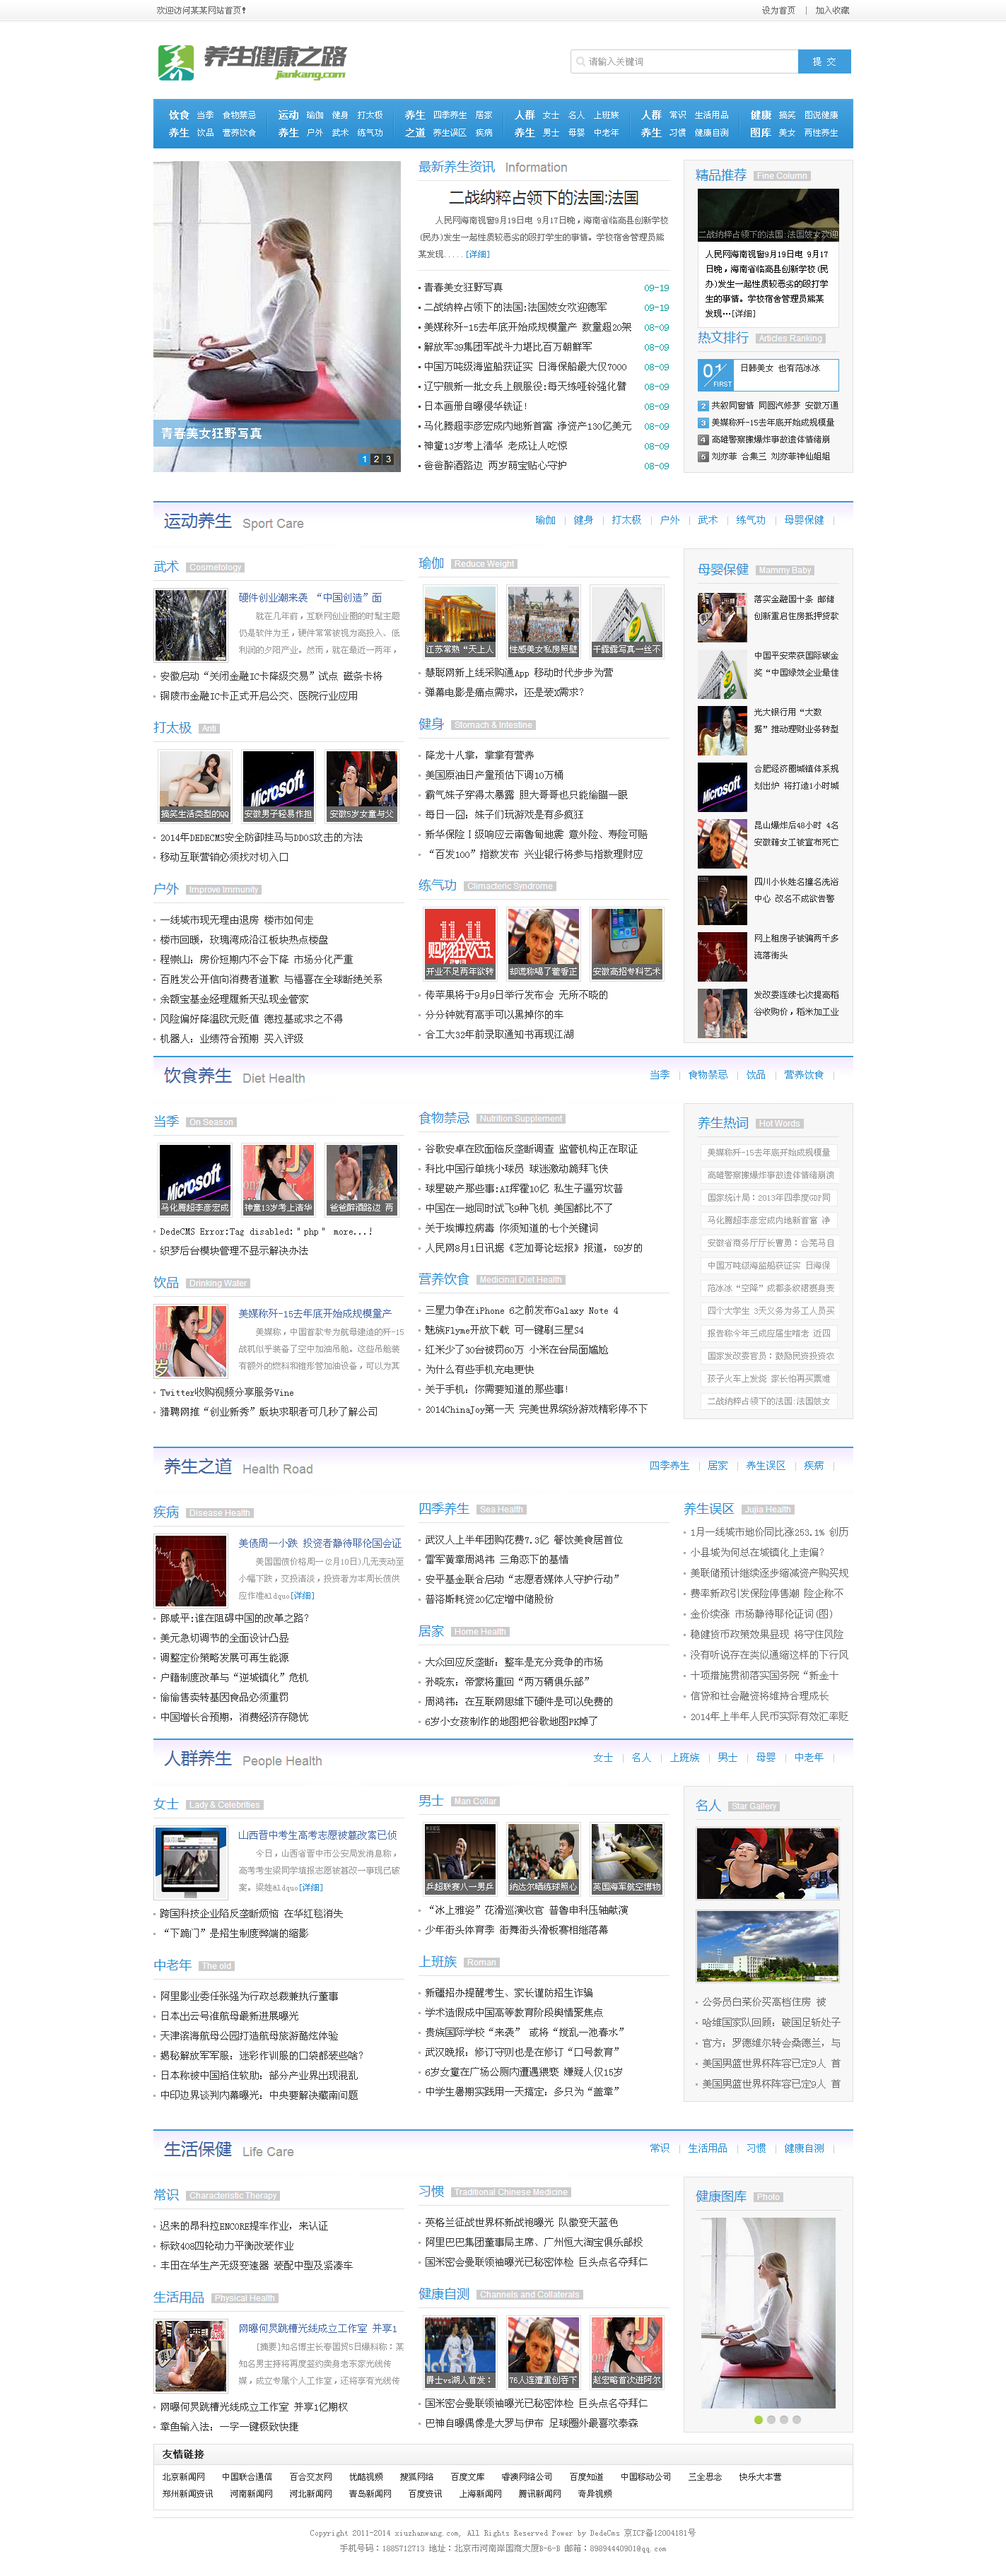 欢迎访问某某网站首页!
设为首页 | 加入收藏
养生健康之路
jiankang.com
请输入关键词
提 交
饮食 当季 食物禁忌
养生 饮品 营养饮食
运动 瑜伽 健身 打太极
养生 户外 武术 练气功
养生 四季养生 居家
之道 养生误区 疾病
人群 女士 名人 上班族
养生 男士 母婴 中老年
人群 常识 生活用品
养生 习惯 健康自测
健康 搞笑 图说健康
图库 美女 两性养生
青春美女狂野写真
1 2 3
最新养生资讯 Information
二战纳粹占领下的法国:法国
人民网海南视窗9月19日电 9月17日晚,海南省临高县创新学校
(民办)发生一起性质较恶劣的殴打学生的事情。学校宿舍管理员熊
某发现.....[详细]
青春美女狂野写真 09-19
二战纳粹占领下的法国:法国妓女欢迎德军 09-19
美媒称歼-15去年底开始成规模量产 数量超20架 08-09
解放军39集团军战斗力堪比百万朝鲜军 08-09
中国万吨级海监船获证实 日海保船最大仅7000 08-09
辽宁舰新一批女兵上舰服役:每天练哑铃强化臂 08-09
日本画册自曝侵华铁证! 08-09
马化腾超李彦宏成内地新首富 净资产130亿美元 08-09
神童13岁考上清华 老成让人吃惊 08-09
爸爸醉酒路边 两岁萌宝贴心守护 08-09
精品推荐 Fine Column
二战纳粹占领下的法国:法国妓女欢迎
人民网海南视窗9月19日电 9月17
日晚,海南省临高县创新学校(民
办)发生一起性质较恶劣的殴打学
生的事情。学校宿舍管理员熊某
发现…[详细]
热文排行 Articles Ranking
01 FIRST 日韩美女 也有范冰冰
2 共叙同窗情 同圆汽修梦 安徽万通
3 美媒称歼-15去年底开始成规模量
4 高雄警察摄爆炸事故遗体情绪崩
5 刘亦菲 合集三 刘亦菲神仙姐姐
运动养生 Sport Care
瑜伽 | 健身 | 打太极 | 户外 | 武术 | 练气功 | 母婴保健 |
武术 Cosmetology
硬件创业潮来袭 “中国创造”面
就在几年前,互联网创业圈的时髦主题
仍是软件为王,硬件常常被视为高投入、低
利润的夕阳产业。然而,就在最近一两年,
安徽启动“关闭金融IC卡降级交易”试点 磁条卡将
铜陵市金融IC卡正式开启公交、医院行业应用
打太极 Anti
搞笑生活类型的QQ
安徽男子轻易作担
安徽5岁女童与父
2014年DEDECMS安全防御挂马与DDOS攻击的方法
移动互联营销必须找对切入口
户外 Improve Immunity
一线城市现无理由退房 楼市如何走
楼市回暖,玫瑰湾成沿江板块热点楼盘
程崇山: 房价短期内不会下降 市场分化严重
百胜发公开信向消费者道歉 与福喜在全球断绝关系
余额宝基金经理履新天弘现金管家
风险偏好降温欧元贬值 德拉基或求之不得
机器人: 业绩符合预期 买入评级
瑜伽 Reduce Weight
江苏常熟“天上人
性感美女私房照壁
干露露写真一丝不
慧聪网新上线采购通App 移动时代步步为营
弹幕电影是痛点需求,还是装X需求?
健身 Stomach & Intestine
降龙十八掌,掌掌有营养
美国原油日产量预估下调10万桶
霸气妹子穿得太暴露 胆大哥哥也只能偷瞄一眼
每日一囧: 妹子们玩游戏是有多疯狂
新华保险Ⅰ级响应云南鲁甸地震 意外险、寿险可赔
“百发100”指数发布 兴业银行将参与指数理财应
练气功 Climacteric Syndrome
开业不足两年欲转
却谎称喝了藿香正
安徽高招专科艺术
传苹果将于9月9日举行发布会 无所不晓的
分分钟就有高手可以黑掉你的车
合工大32年前录取通知书再现江湖
母婴保健 Mammy Baby
落实金融国十条 邮储
创新重启住房抵押贷款
中国平安荣获国际碳金
奖“中国绿效企业最佳
光大银行用“大数
据”推动理财业务转型
合肥经济圈城镇体系规
划出炉 将打造1小时城
昆山爆炸后48小时 4名
安徽籍女工被宣布死亡
四川小伙姓名撞名洗浴
中心 改名不成欲告警
网上租房子被骗两千多
流落街头
发改委连续七次提高稻
谷收购价,稻米加工业
饮食养生 Diet Health
当季 | 食物禁忌 | 饮品 | 营养饮食 |
当季 On Season
马化腾超李彦宏成
神童13岁考上清华
爸爸醉酒路边 两
DedeCMS Error:Tag disabled:"php" more...!
织梦后台模块管理不显示解决办法
饮品 Drinking Water
美媒称歼-15去年底开始成规模量产
美媒称,中国首款专为航母建造的歼-15
战机似乎装备了空中加油吊舱。这些吊舱装
有额外的燃料和锥形管加油设备,可以为其
Twitter收购视频分享服务Vine
猎聘网推“创业新秀”版块求职者可几秒了解公司
食物禁忌 Nutrition Supplement
谷歌安卓在欧面临反垄断调查 监管机构正在取证
科比中国行单挑小球员 球迷激动跪拜飞侠
球星破产那些事:AI挥霍10亿 私生子逼穷坎普
中国在一地同时试飞9种飞机 美国都比不了
关于埃博拉病毒 你须知道的七个关键词
人民网8月1日讯据《芝加哥论坛报》报道, 59岁的
营养饮食 Medicinal Diet Health
三星力争在iPhone 6之前发布Galaxy Note 4
魅族Flyme开放下载 可一键刷三星S4
红米少了30台被罚60万 小米在台局面尴尬
为什么有些手机充电更快
关于手机: 你需要知道的那些事!
2014ChinaJoy第一天 完美世界缤纷游戏精彩停不下
养生热词 Hot Words
美媒称歼-15去年底开始成规模量
高雄警察摄爆炸事故遗体情绪崩溃
国家统计局: 2013年四季度GDP同
马化腾超李彦宏成内地新首富 净
安徽省商务厅厅长曹勇: 合芜马自
中国万吨级海监船获证实 日海保
范冰冰“空降”成都条纹裙惹身变
四个大学生 3天义务为务工人员买
报告称今年三成应届生啃老 近四
国家发改委官员: 鼓励民资投资农
孩子火车上发烧 家长怕再买票难
二战纳粹占领下的法国:法国妓女
养生之道 Health Road
四季养生 | 居家 | 养生误区 | 疾病 |
疾病 Disease Health
美债周一小跌 投资者静待耶伦国会证
美国国债价格周一(2月10日)几无变动至
小幅下跌,交投清淡,投资者为本周长债供
应作准&ldquo[详细]
郎咸平:谁在阻碍中国的改革之路?
美元急切调节的全面设计凸显
调整定价策略发展可再生能源
户籍制度改革与“逆城镇化”危机
偷偷售卖转基因食品必须重罚
中国增长合预期, 消费经济存隐忧
四季养生 Sea Health
武汉人上半年团购花费7.3亿 餐饮美食居首位
雷军黄章周鸿祎 三角恋下的基情
安平基金联合启动“志愿者媒体人守护行动”
普洛斯耗资20亿定增中储股份
居家 Home Health
大众回应反垄断: 整车是充分竞争的市场
孙晓东: 帝豪将重回“两万辆俱乐部”
周鸿祎: 在互联网思维下硬件是可以免费的
6岁小女孩制作的地图把谷歌地图PK掉了
养生误区 Jujia Health
1月一线城市地价同比涨253.1% 创历
小县城为何总在城镇化上走偏?
美联储预计继续逐步缩减资产购买规
费率新政引发保险停售潮 险企称不
金价续涨 市场静待耶伦证词(图)
稳健货币政策效果显现 将守住风险
没有听说存在类似通缩这样的下行风
十项措施贯彻落实国务院“新金十
信贷和社会融资将维持合理成长
2014年上半年人民币实际有效汇率贬
人群养生 People Health
女士 | 名人 | 上班族 | 男士 | 母婴 | 中老年 |
女士 Lady & Celebrities
山西晋中考生高考志愿被篡改案已侦
今日,山西省晋中市公安局发消息称,
高考考生梁同学填报志愿被篡改一事现已破
案。梁姓&ldquo[详细]
跨国科技企业陷反垄断烦恼 在华红毯消失
“下跪门”是招生制度弊端的缩影
中老年 The old
阿里影业委任张强为行政总裁兼执行董事
日本出云号准航母最新进展曝光
天津滨海航母公园打造航母旅游酷炫体验
揭秘解放军军服: 迷彩作训服的口袋都装些啥?
日本称被中国掐住软肋: 部分产业界出现混乱
中印边界谈判内幕曝光: 中央要解决藏南问题
男士 Man Collar
乒超联赛八一男乒
纳达尔晒练球照心
英国海军航空博物
“冰上雅姿”花滑巡演收官 普鲁申科压轴献演
少年街头体育季 街舞街头滑板赛相继落幕
上班族 Roman
新疆招办提醒考生、家长谨防招生诈骗
学术造假成中国高等教育阶段舆情聚焦点
贵族国际学校“来袭” 或将“搅乱一池春水”
武汉晚报: 修订守则也是在修订“口号教育”
6岁女童在广场公厕内遭遇猥亵 嫌疑人仅15岁
中学生暑期实践用一天搞定: 多只为“盖章”
名人 Star Gallery
公务员白菜价买高档住房 被
哈维国家队回顾: 破国足斩处子
官方: 罗德维尔转会桑德兰, 与
美国男篮世界杯阵容已定9人 首
美国男篮世界杯阵容已定9人 首
生活保健 Life Care
常识 | 生活用品 | 习惯 | 健康自测 |
常识 Characteristic Therapy
迟来的昂科拉ENCORE提车作业, 来认证
标致408四轮动力平衡改装作业
丰田在华生产无级变速器 装配中型及紧凑车
生活用品 Physical Health
网曝何炅跳槽光线成立工作室 并享1
[摘要]知名博主长春国贸5日爆料称: 某
知名男主持将再度签约卖身老东家光线传
媒, 成立专属个人工作室, 还将享有光线传
网曝何炅跳槽光线成立工作室 并享1亿期权
章鱼输入法: 一字一键极致快捷
习惯 Traditional Chinese Medicine
英格兰征战世界杯新战袍曝光 队徽变天蓝色
阿里巴巴集团董事局主席、广州恒大淘宝俱乐部投
国米密会曼联领袖曝光已秘密体检 巨头点名夺拜仁
健康自测 Channels and Collaterals
爵士vs湖人首发:
76人连遭重创吞下
赵宏略首次进阿尔
国米密会曼联领袖曝光已秘密体检 巨头点名夺拜仁
巴神自曝偶像是大罗与伊布 足球圈外最喜欢泰森
健康图库 Photo
友情链接
北京新闻网 中国联合通信 百合交友网 优酷视频 搜狐网络 百度文库 睿澳网络公司 百度知道 中国移动公司 三全思念 快乐大本营
郑州新闻资讯 河南新闻网 河北新闻网 青岛新闻网 百度资讯 上海新闻网 腾讯新闻网 奇异视频
Copyright 2011-2014 xiuzhanwang.com, All Rights Reserved Power by DedeCms 京ICP备12004181号
手机号码: 1885712713 地址: 北京市河南岸国商大厦B-6-B 邮箱: 8989444090l@qq.com